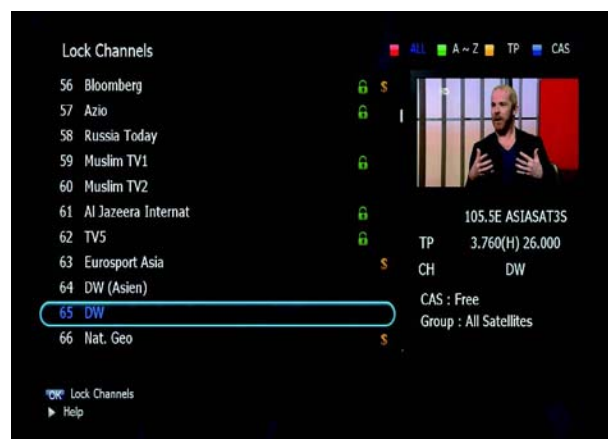 Lock Channels
ALL A ~ Z TP CAS
56 Bloomberg $
57 Azio
58 Russia Today
59 Muslim TV1
60 Muslim TV2
61 Al Jazeera Internat
62 TV5
63 Eurosport Asia $
64 DW (Asien)
65 DW
66 Nat. Geo $
105.5E ASIASAT3S
TP 3.760(H) 26.000
CH DW
CAS : Free
Group : All Satellites
OK Lock Channels
Help